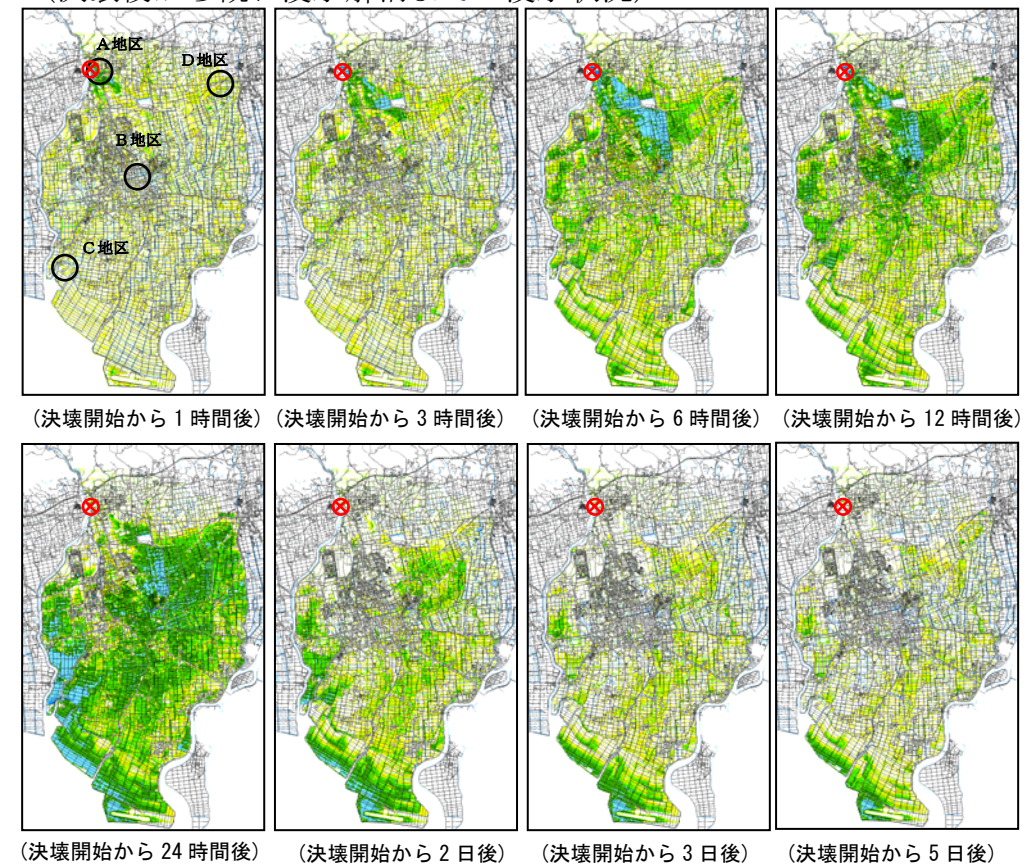 A地区
D地区
B地区
C地区
(決壊開始から 1 時間後)
(決壊開始から 3 時間後)
(決壊開始から 6 時間後)
(決壊開始から 12 時間後)
(決壊開始から 24 時間後)
(決壊開始から 2 日後)
(決壊開始から 3 日後)
(決壊開始から 5 日後)